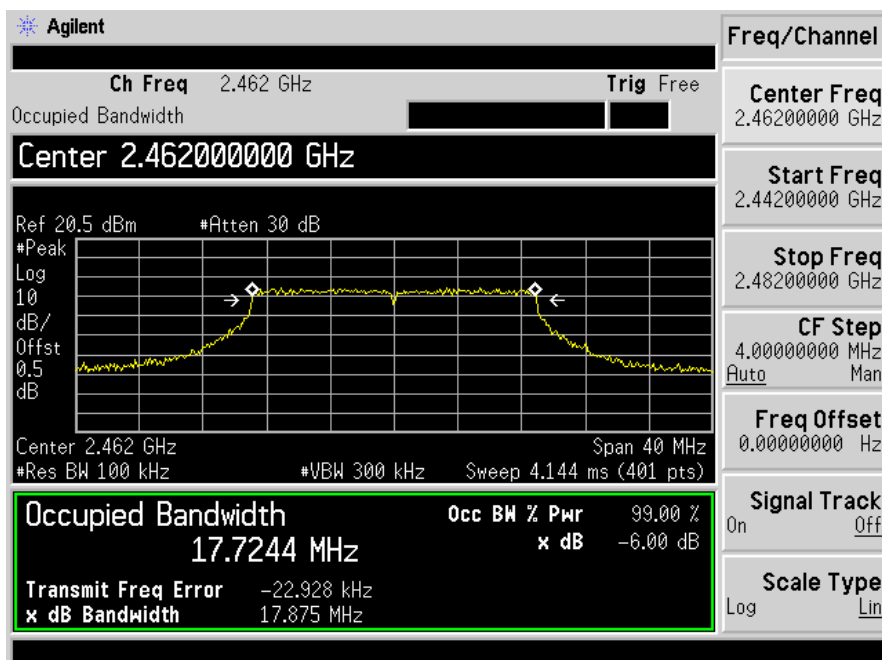 Agilent
Ch Freq 2.462 GHz Trig Free
Occupied Bandwidth
Center 2.462000000 GHz
Ref 20.5 dBm #Atten 30 dB
#Peak
Log
10
dB/
Offst
0.5
dB
Center 2.462 GHz Span 40 MHz
#Res BW 100 kHz #VBW 300 kHz Sweep 4.144 ms (401 pts)
Occupied Bandwidth
17.7244 MHz
Occ BW % Pwr 99.00 %
x dB -6.00 dB
Transmit Freq Error -22.928 kHz
x dB Bandwidth 17.875 MHz
Freq/Channel
Center Freq
2.46200000 GHz
Start Freq
2.44200000 GHz
Stop Freq
2.48200000 GHz
CF Step
4.00000000 MHz
Auto Man
Freq Offset
0.00000000 Hz
Signal Track
On Off
Scale Type
Log Lin